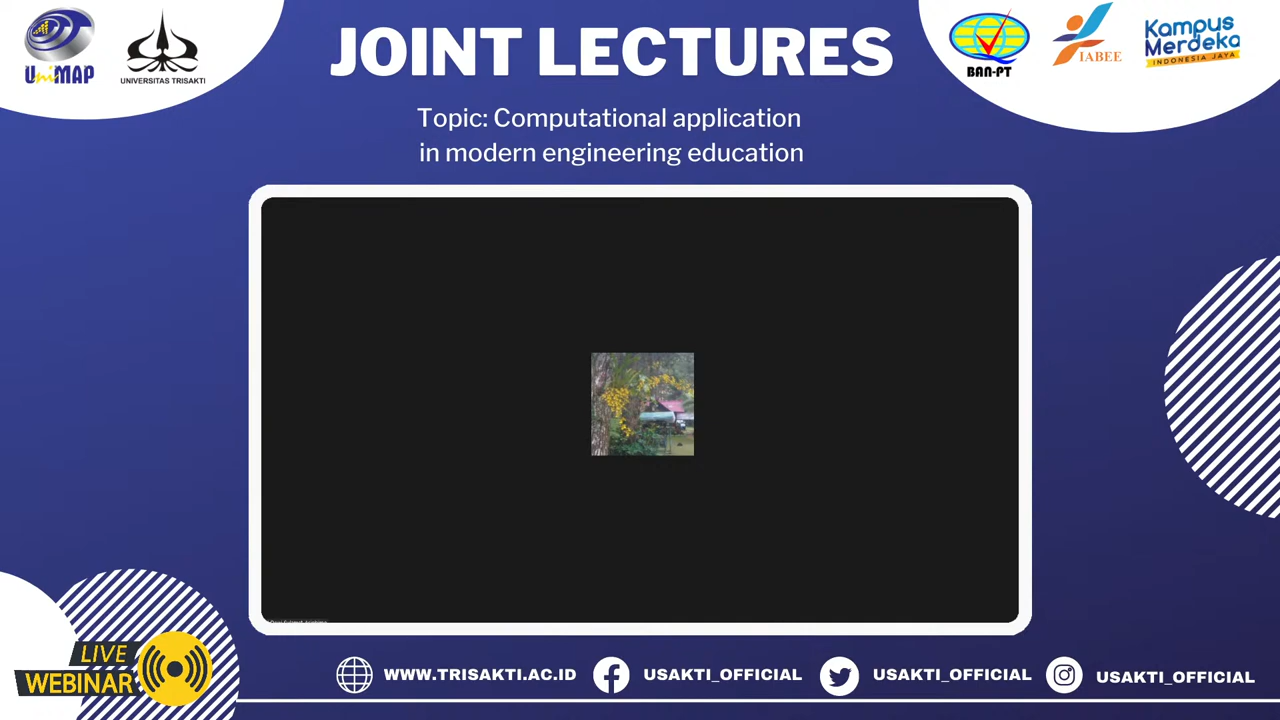 UniMAP
UNIVERSITAS TRISAKTI
JOINT LECTURES
BAN-PT
IABEE
Kampus
Merdeka
INDONESIA JAYA
Topic: Computational application
in modern engineering education
LIVE
WEBINAR
WWW.TRISAKTI.AC.ID
USAKTI_OFFICIAL
USAKTI_OFFICIAL
USAKTI_OFFICIAL